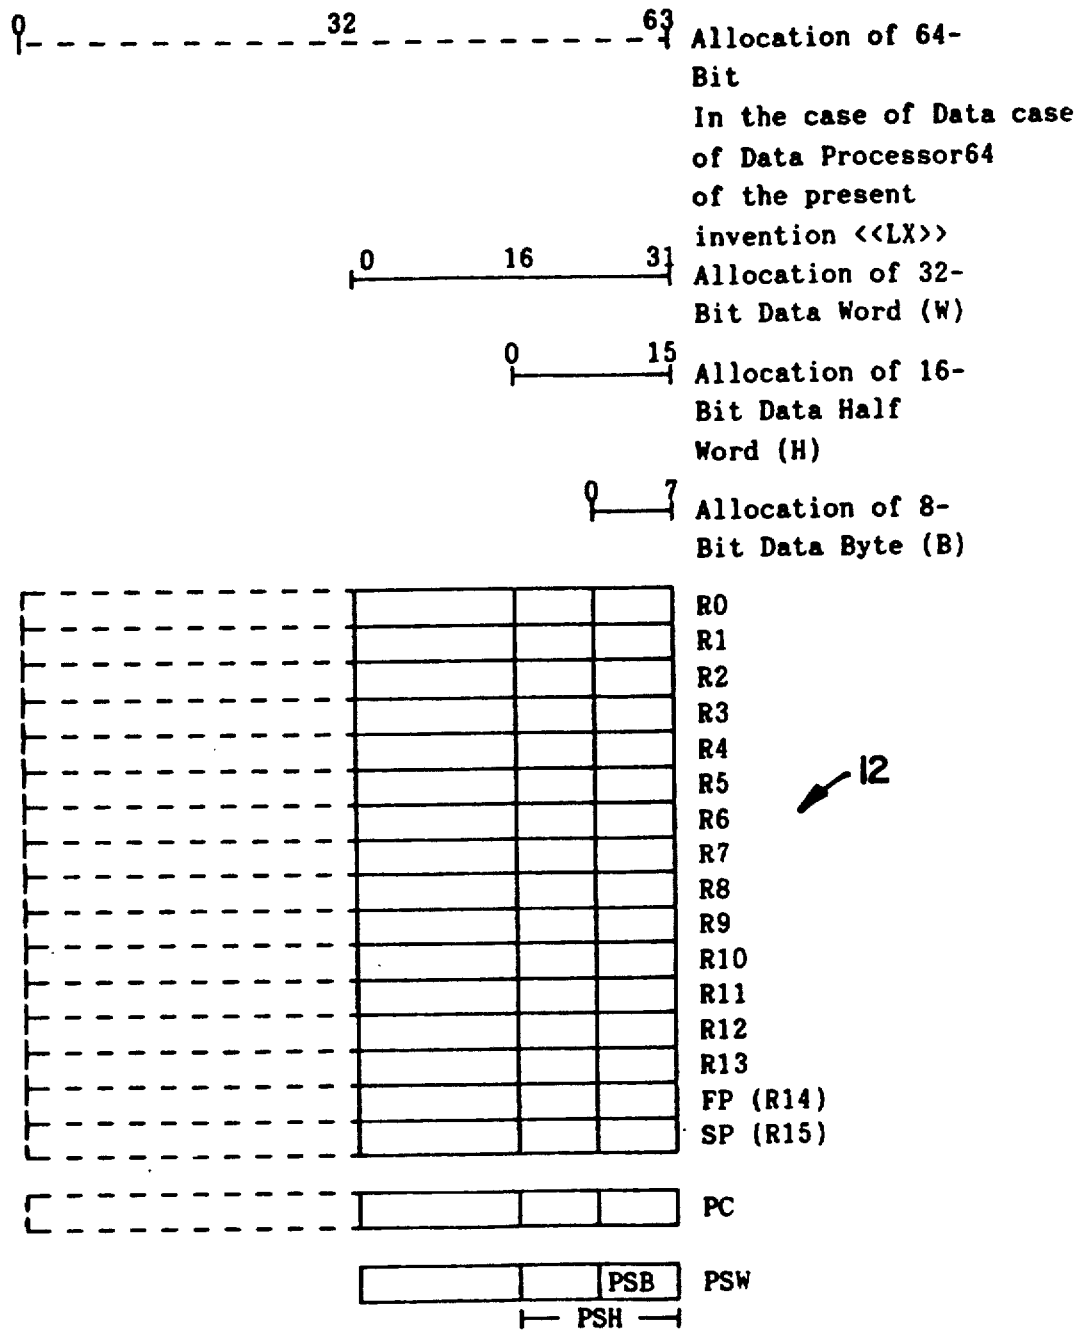 0 32 63
Allocation of 64-
Bit
In the case of Data case
of Data Processor64
of the present
invention <<LX>>
0 16 31
Allocation of 32-
Bit Data Word (W)
0 15
Allocation of 16-
Bit Data Half
Word (H)
0 7
Allocation of 8-
Bit Data Byte (B)
R0
R1
R2
R3
R4
R5
12
R6
R7
R8
R9
R10
R11
R12
R13
FP (R14)
SP (R15)
PC
PSB PSW
PSH